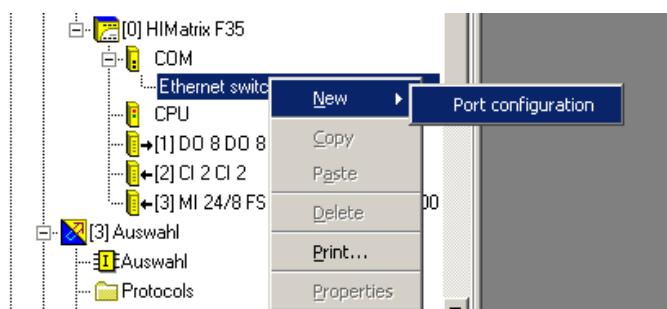 [0] HIMatrix F35
COM
Ethernet switc
New
Port configuration
CPU
Copy
[1] DO 8 DO 8
Paste
[2] CI 2 CI 2
[3] MI 24/8 FS
00
Delete
[3] Auswahl
Print...
Auswahl
Protocols
Properties